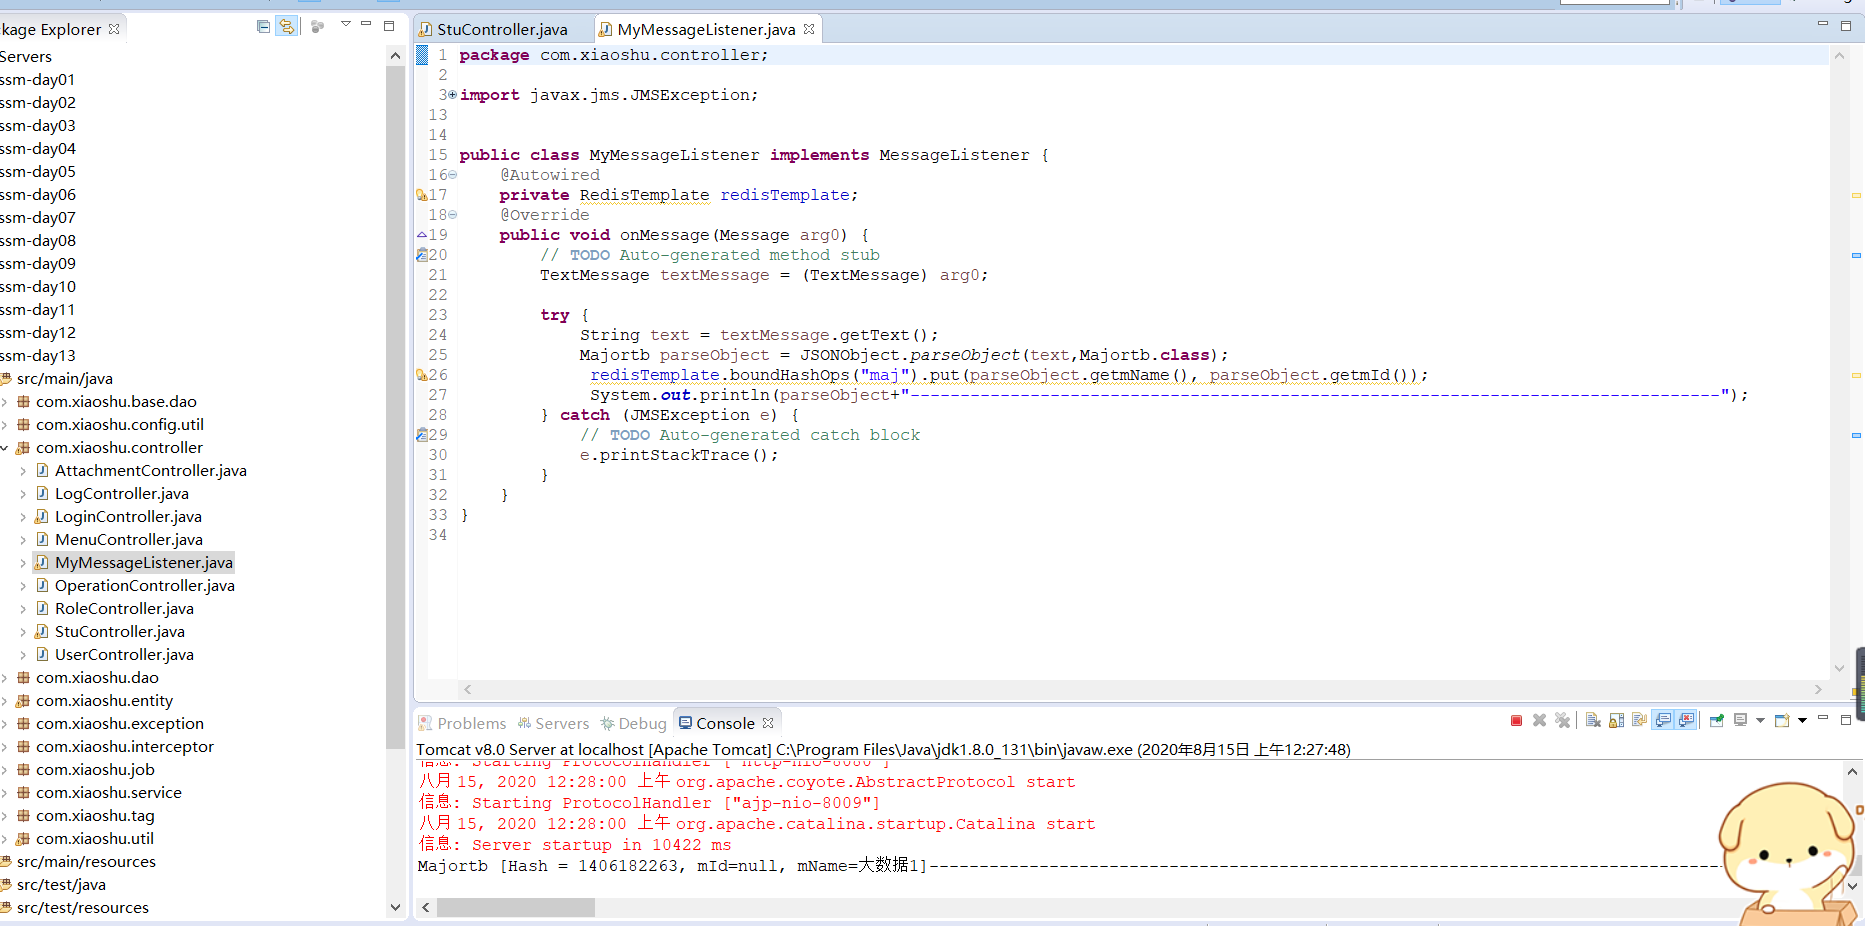 kage Explorer
Servers
ssm-day01
ssm-day02
ssm-day03
ssm-day04
ssm-day05
ssm-day06
ssm-day07
ssm-day08
ssm-day09
ssm-day10
ssm-day11
ssm-day12
ssm-day13
src/main/java
com.xiaoshu.base.dao
com.xiaoshu.config.util
com.xiaoshu.controller
AttachmentController.java
LogController.java
LoginController.java
MenuController.java
MyMessageListener.java
OperationController.java
RoleController.java
StuController.java
UserController.java
com.xiaoshu.dao
com.xiaoshu.entity
com.xiaoshu.exception
com.xiaoshu.interceptor
com.xiaoshu.job
com.xiaoshu.service
com.xiaoshu.tag
com.xiaoshu.util
src/main/resources
src/test/java
src/test/resources
StuController.java MyMessageListener.java
1 package com.xiaoshu.controller;
2
3 import javax.jms.JMSException;
13
14
15 public class MyMessageListener implements MessageListener {
16 @Autowired
17 private RedisTemplate redisTemplate;
18 @Override
19 public void onMessage(Message arg0) {
20 // TODO Auto-generated method stub
21 TextMessage textMessage = (TextMessage) arg0;
22
23 try {
24 String text = textMessage.getText();
25 Majortb parseObject = JSONObject.parseObject(text,Majortb.class);
26 redisTemplate.boundHashOps("maj").put(parseObject.getmName(), parseObject.getmId());
27 System.out.println(parseObject+"---------------------------------------------------------------------------------");
28 } catch (JMSException e) {
29 // TODO Auto-generated catch block
30 e.printStackTrace();
31 }
32 }
33 }
34
Problems Servers Debug Console
Tomcat v8.0 Server at localhost [Apache Tomcat] C:\Program Files\Java\jdk1.8.0_131\bin\javaw.exe (2020年8月15日 上午12:27:48)
信息: Starting ProtocolHandler ["http-nio-8080"]
八月 15, 2020 12:28:00 上午 org.apache.coyote.AbstractProtocol start
信息: Starting ProtocolHandler ["ajp-nio-8009"]
八月 15, 2020 12:28:00 上午 org.apache.catalina.startup.Catalina start
信息: Server startup in 10422 ms
Majortb [Hash = 1406182263, mId=null, mName=大数据1]--------------------------------------------------------------------------------